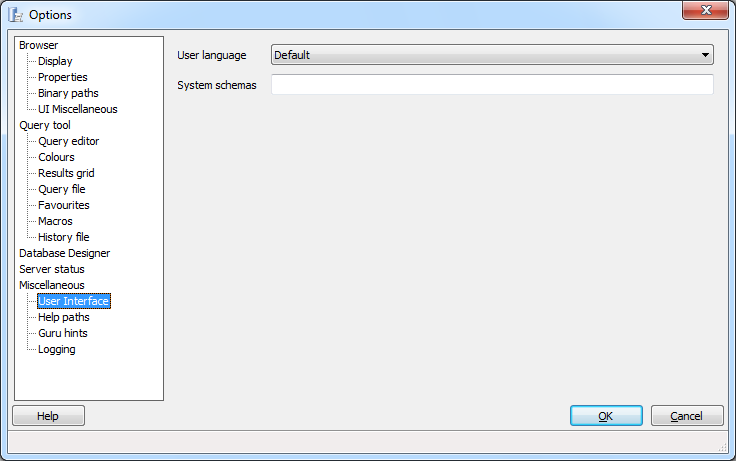 Options
Browser
Display
Properties
Binary paths
UI Miscellaneous
Query tool
Query editor
Colours
Results grid
Query file
Favourites
Macros
History file
Database Designer
Server status
Miscellaneous
User Interface
Help paths
Guru hints
Logging
User language Default
System schemas
Help OK Cancel